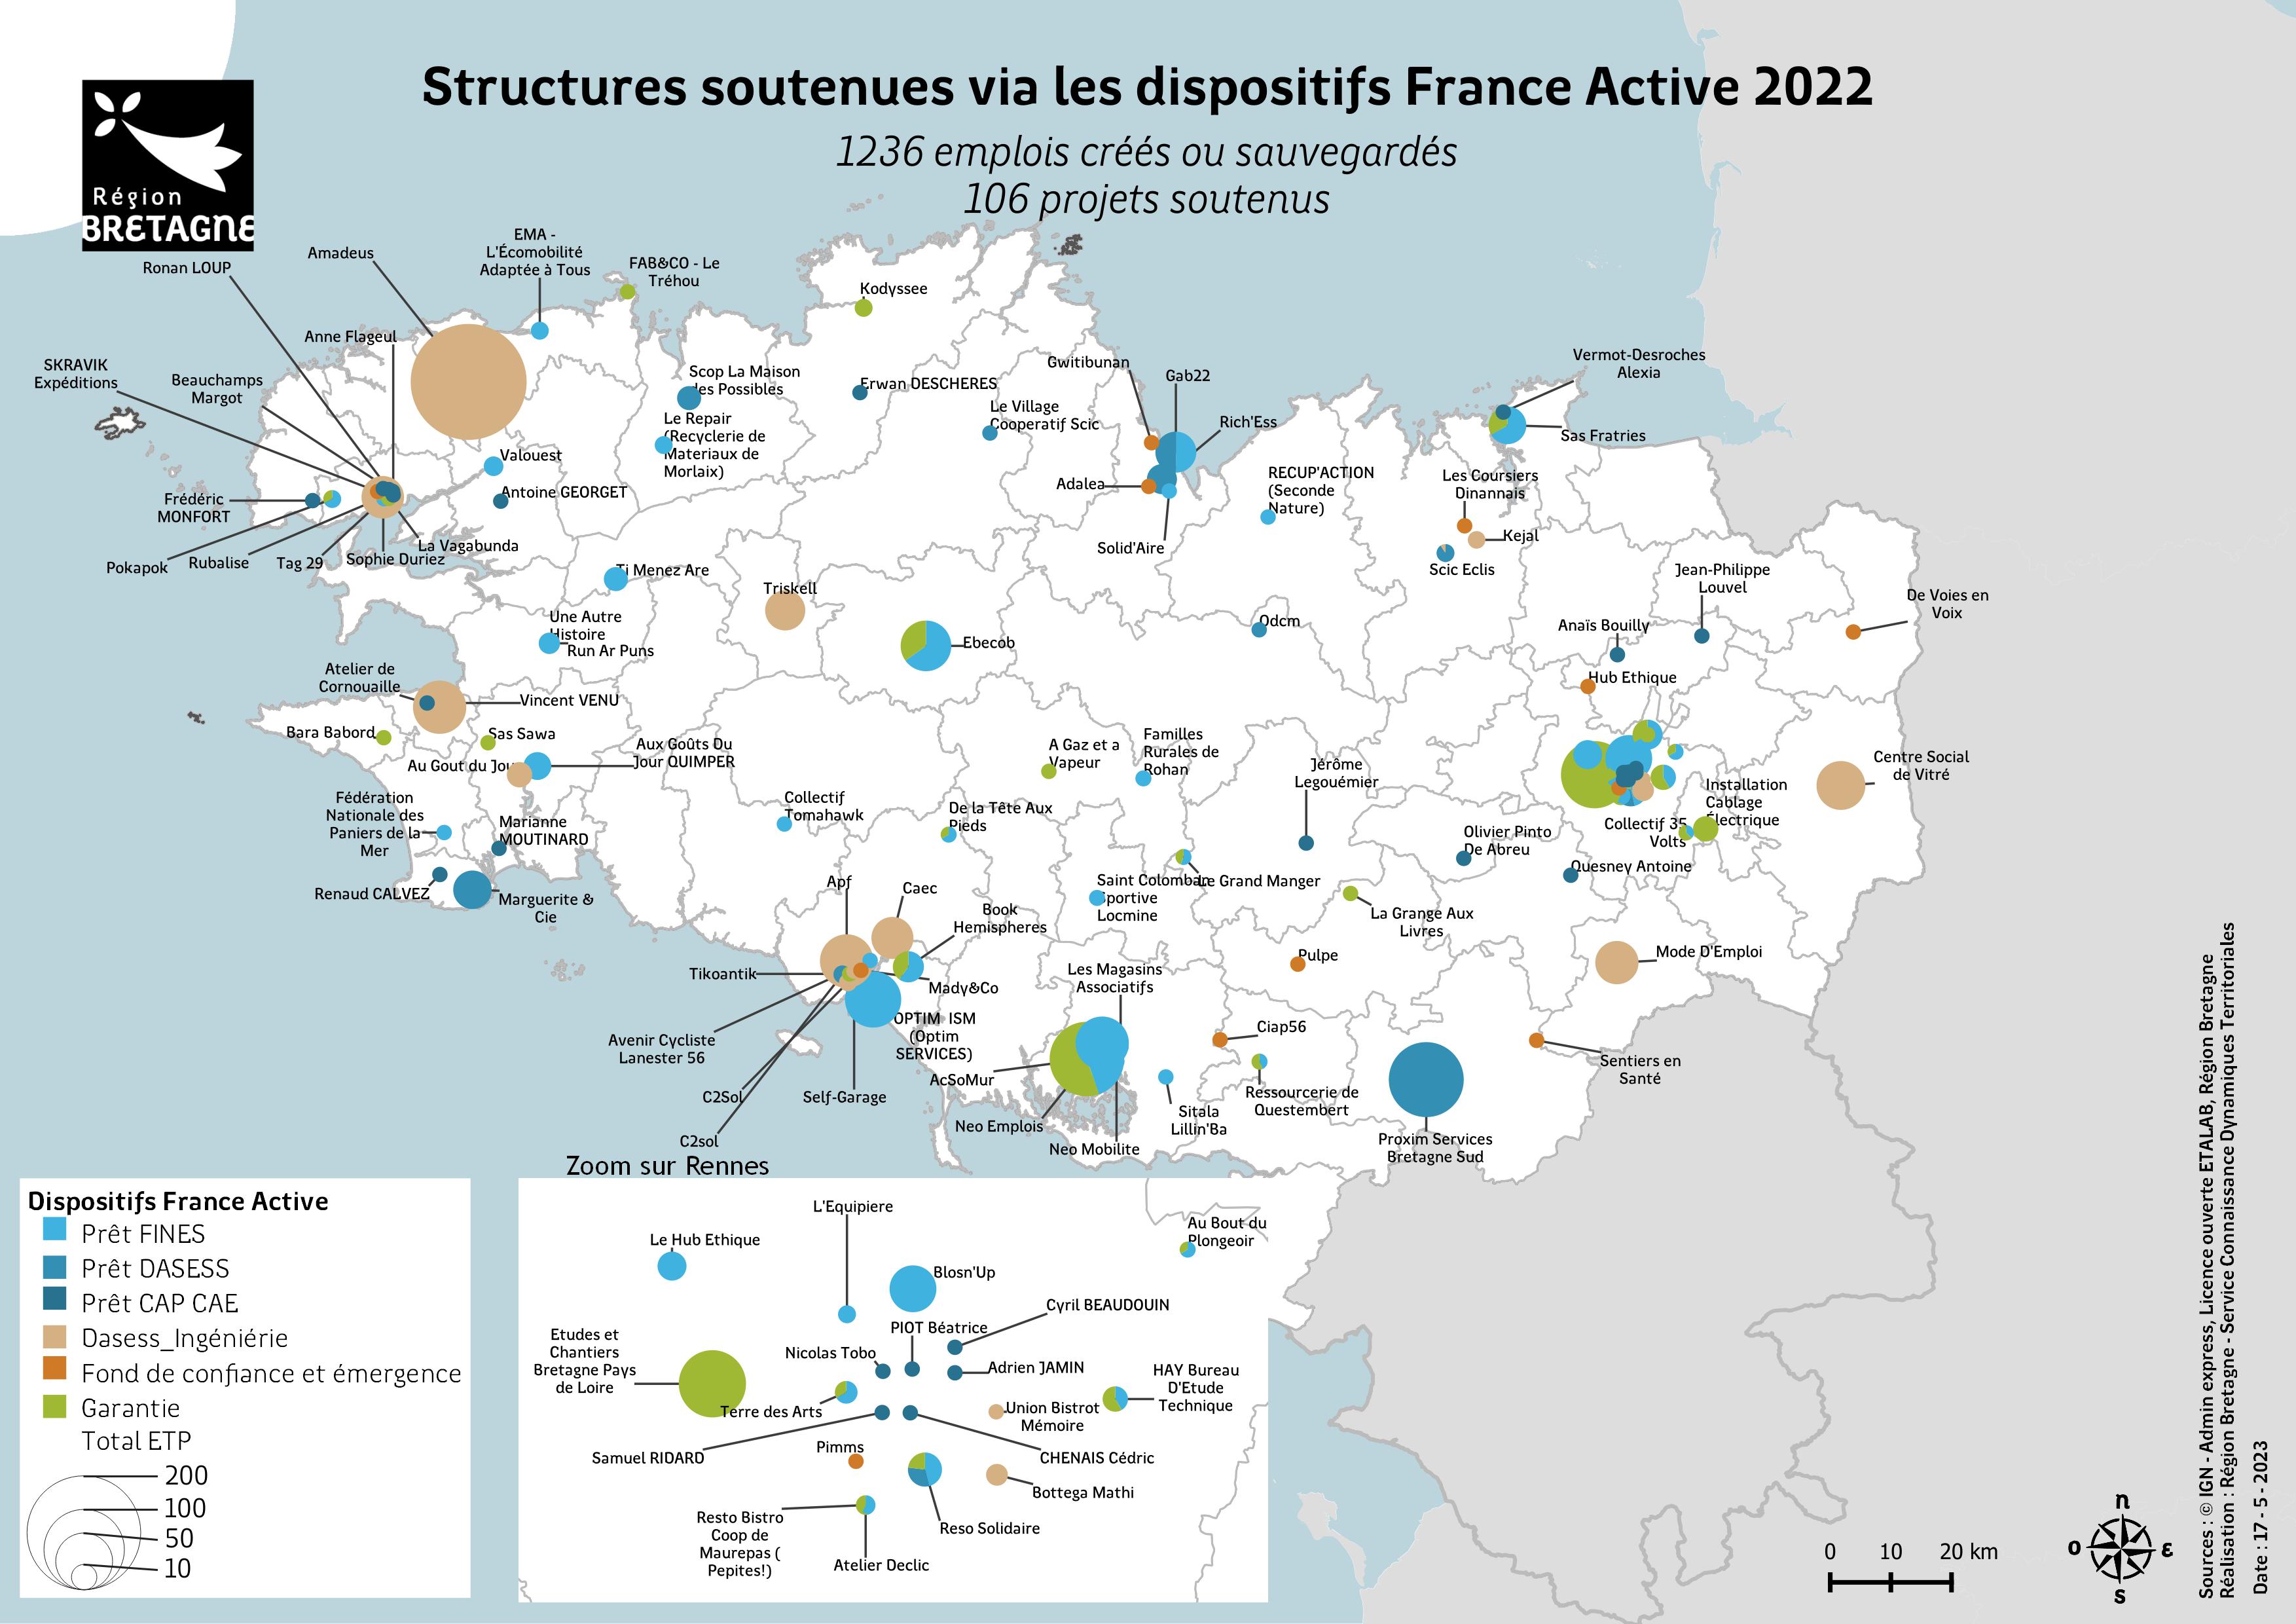 Structures soutenues via les dispositifs France Active 2022
1236 emplois créés ou sauvegardés
106 projets soutenus
Région
BRETAGNE
Ronan LOUP
Amadeus
EMA -
L'Écomobilité
Adaptée à Tous
FAB&CO - Le
Tréhou
Kodyssee
Anne Flageul
SKRAVIK
Expéditions
Beauchamps
Margot
Scop La Maison
des Possibles
Le Repair
(Recyclerie de
Materiaux de
Morlaix)
Erwan DESCHERES
Le Village
Cooperatif Scic
Gwitibunan
Gab22
Rich'Ess
Vermot-Desroches
Alexia
Sas Fratries
Valouest
Antoine GEORGET
Frédéric
MONFORT
Pokapok
Rubalise
Tag 29
Sophie Duriez
La Vagabunda
Adalea
Solid'Aire
RECUP'ACTION
(Seconde
Nature)
Les Coursiers
Dinannais
Kejal
Scic Eclis
Ti Menez Are
Triskell
Une Autre
Histoire
Run Ar Puns
Ebecob
Odcm
Jean-Philippe
Louvel
Anaïs Bouilly
Hub Ethique
De Voies en
Voix
Atelier de
Cornouaille
Vincent VENU
Bara Babord
Sas Sawa
Au Gout du Jour
Aux Goûts Du
Jour QUIMPER
A Gaz et a
Vapeur
Familles
Rurales de
Rohan
Jérôme
Legouémier
Centre Social
de Vitré
Installation
Cablage
Électrique
Collectif 35
Volts
Fédération
Nationale des
Paniers de la
Mer
Marianne
MOUTINARD
Collectif
Tomahawk
De la Tête Aux
Pieds
Olivier Pinto
De Abreu
Quesney Antoine
Renaud CALVEZ
Marguerite &
Cie
Apf
Caec
Book
Hemispheres
Saint Colomban
Sportive
Locmine
Le Grand Manger
La Grange Aux
Livres
Tikoantik
Mady&Co
Les Magasins
Associatifs
Pulpe
Mode D'Emploi
Avenir Cycliste
Lanester 56
OPTIM ISM
(Optim
SERVICES)
AcSoMur
Ciap56
Sentiers en
Santé
C2Sol
Self-Garage
Neo Emplois
Sitala
Lillin'Ba
Ressourcerie de
Questembert
C2sol
Neo Mobilite
Proxim Services
Bretagne Sud
Zoom sur Rennes
L'Equipiere
Le Hub Ethique
Au Bout du
Plongeoir
Blosn'Up
Cyril BEAUDOUIN
PIOT Béatrice
Etudes et
Chantiers
Bretagne Pays
de Loire
Nicolas Tobo
Adrien JAMIN
HAY Bureau
D'Etude
Technique
Terre des Arts
Union Bistrot
Mémoire
Samuel RIDARD
Pimms
CHENAIS Cédric
Bottega Mathi
Resto Bistro
Coop de
Maurepas (
Pepites!)
Reso Solidaire
Atelier Declic
Dispositifs France Active
Prêt FINES
Prêt DASESS
Prêt CAP CAE
Dasess_Ingéniérie
Fond de confiance et émergence
Garantie
Total ETP
200
100
50
10
0 10 20 km
n
o
ε
s
Sources : © IGN - Admin express, Licence ouverte ETALAB, Région Bretagne
Réalisation : Région Bretagne - Service Connaissance Dynamiques Territoriales
Date : 17 - 5 - 2023